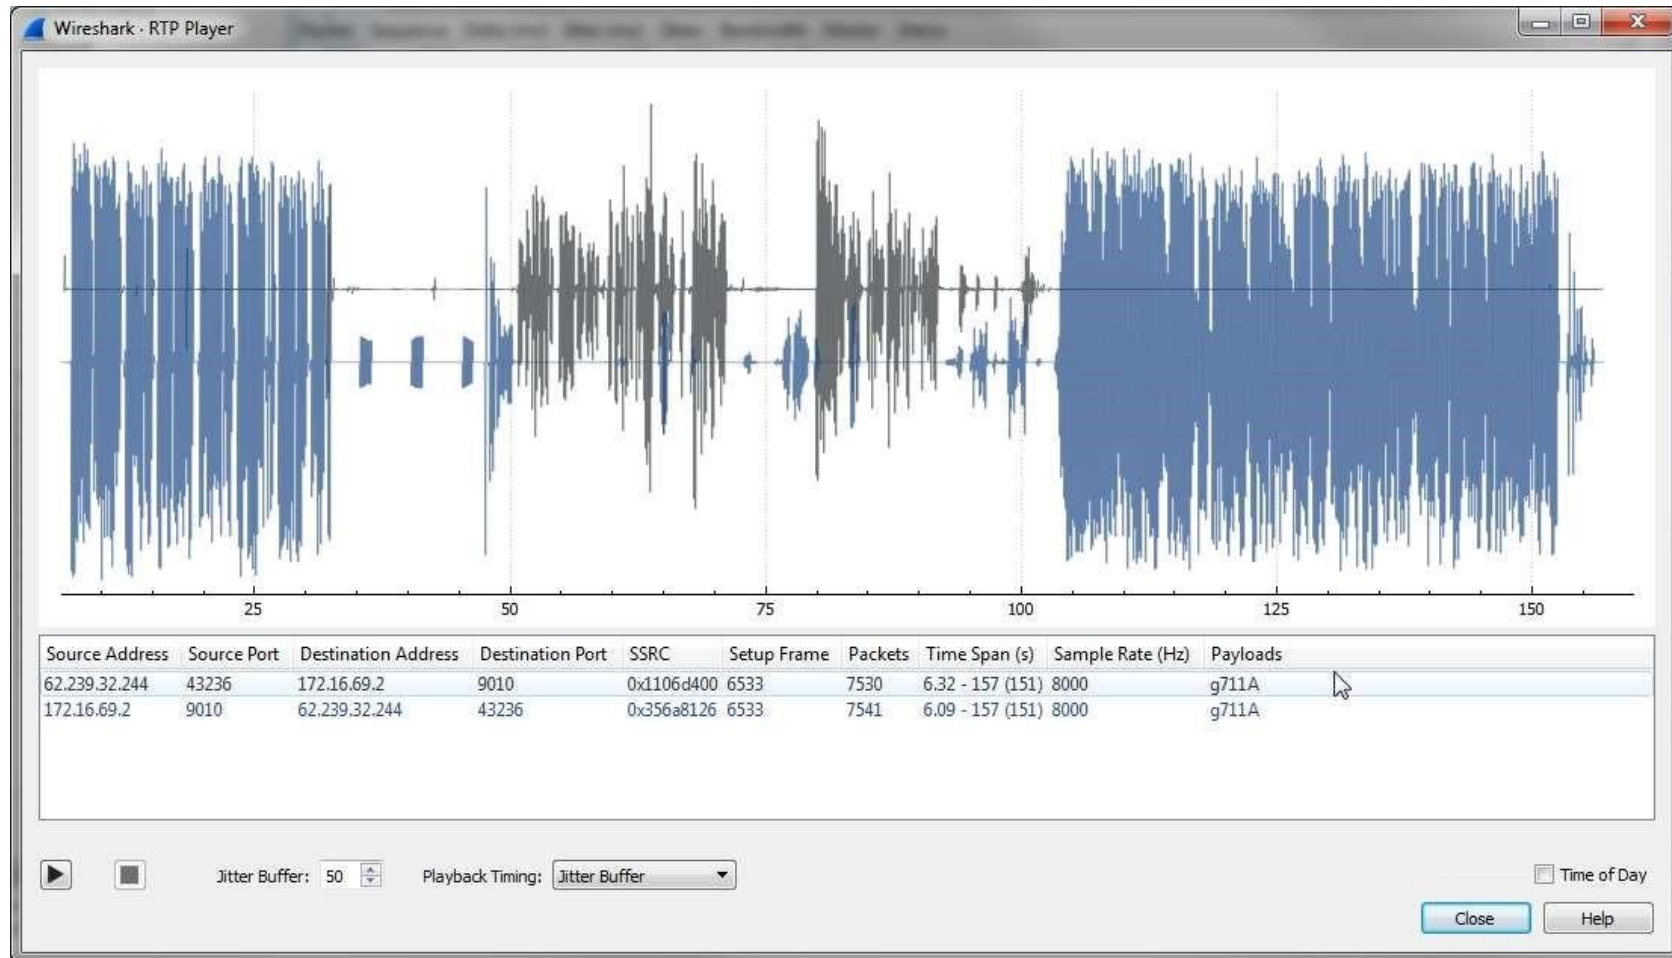 Wireshark · RTP Player
25 50 75 100 125 150
Source Address Source Port Destination Address Destination Port SSRC Setup Frame Packets Time Span (s) Sample Rate (Hz) Payloads
62.239.32.244 43236 172.16.69.2 9010 0x1106d400 6533 7530 6.32 - 157 (151) 8000 g711A
172.16.69.2 9010 62.239.32.244 43236 0x356a8126 6533 7541 6.09 - 157 (151) 8000 g711A
Jitter Buffer: 50 Playback Timing: Jitter Buffer Time of Day
Close Help